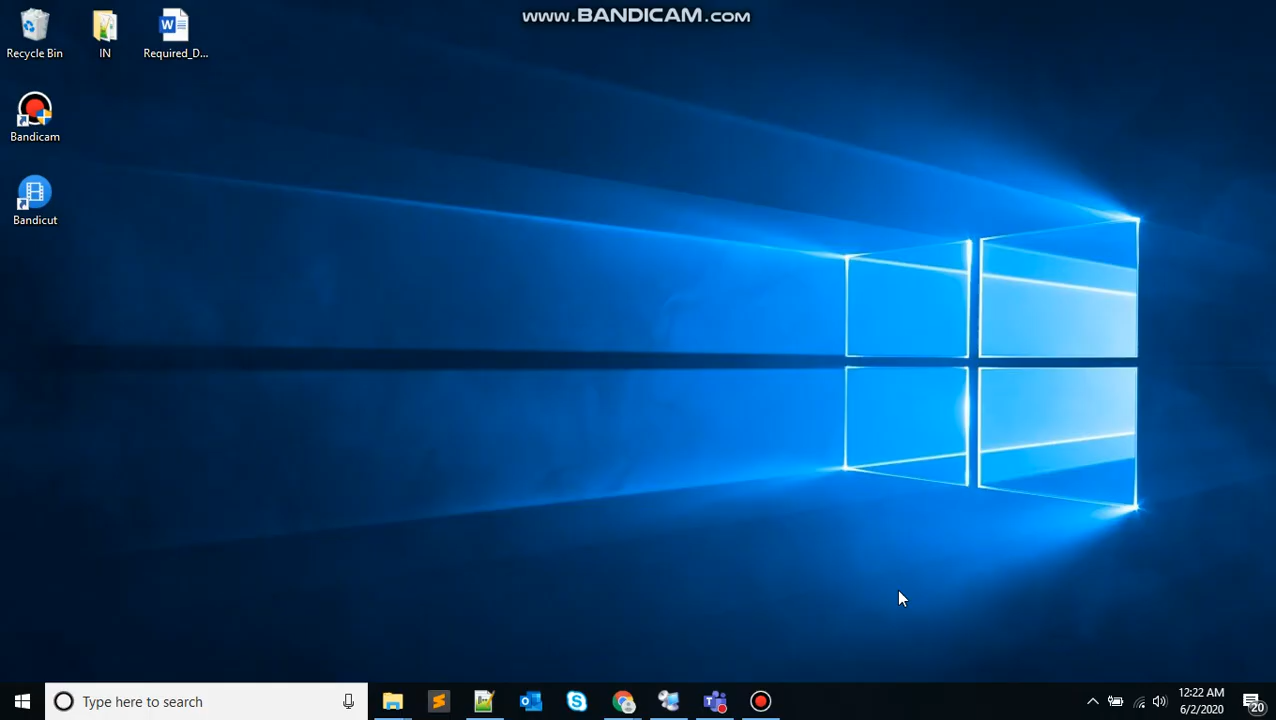 www.BANDICAM.com
Recycle Bin
IN
Required_D...
Bandicam
Bandicut
Type here to search
12:22 AM
6/2/2020
20